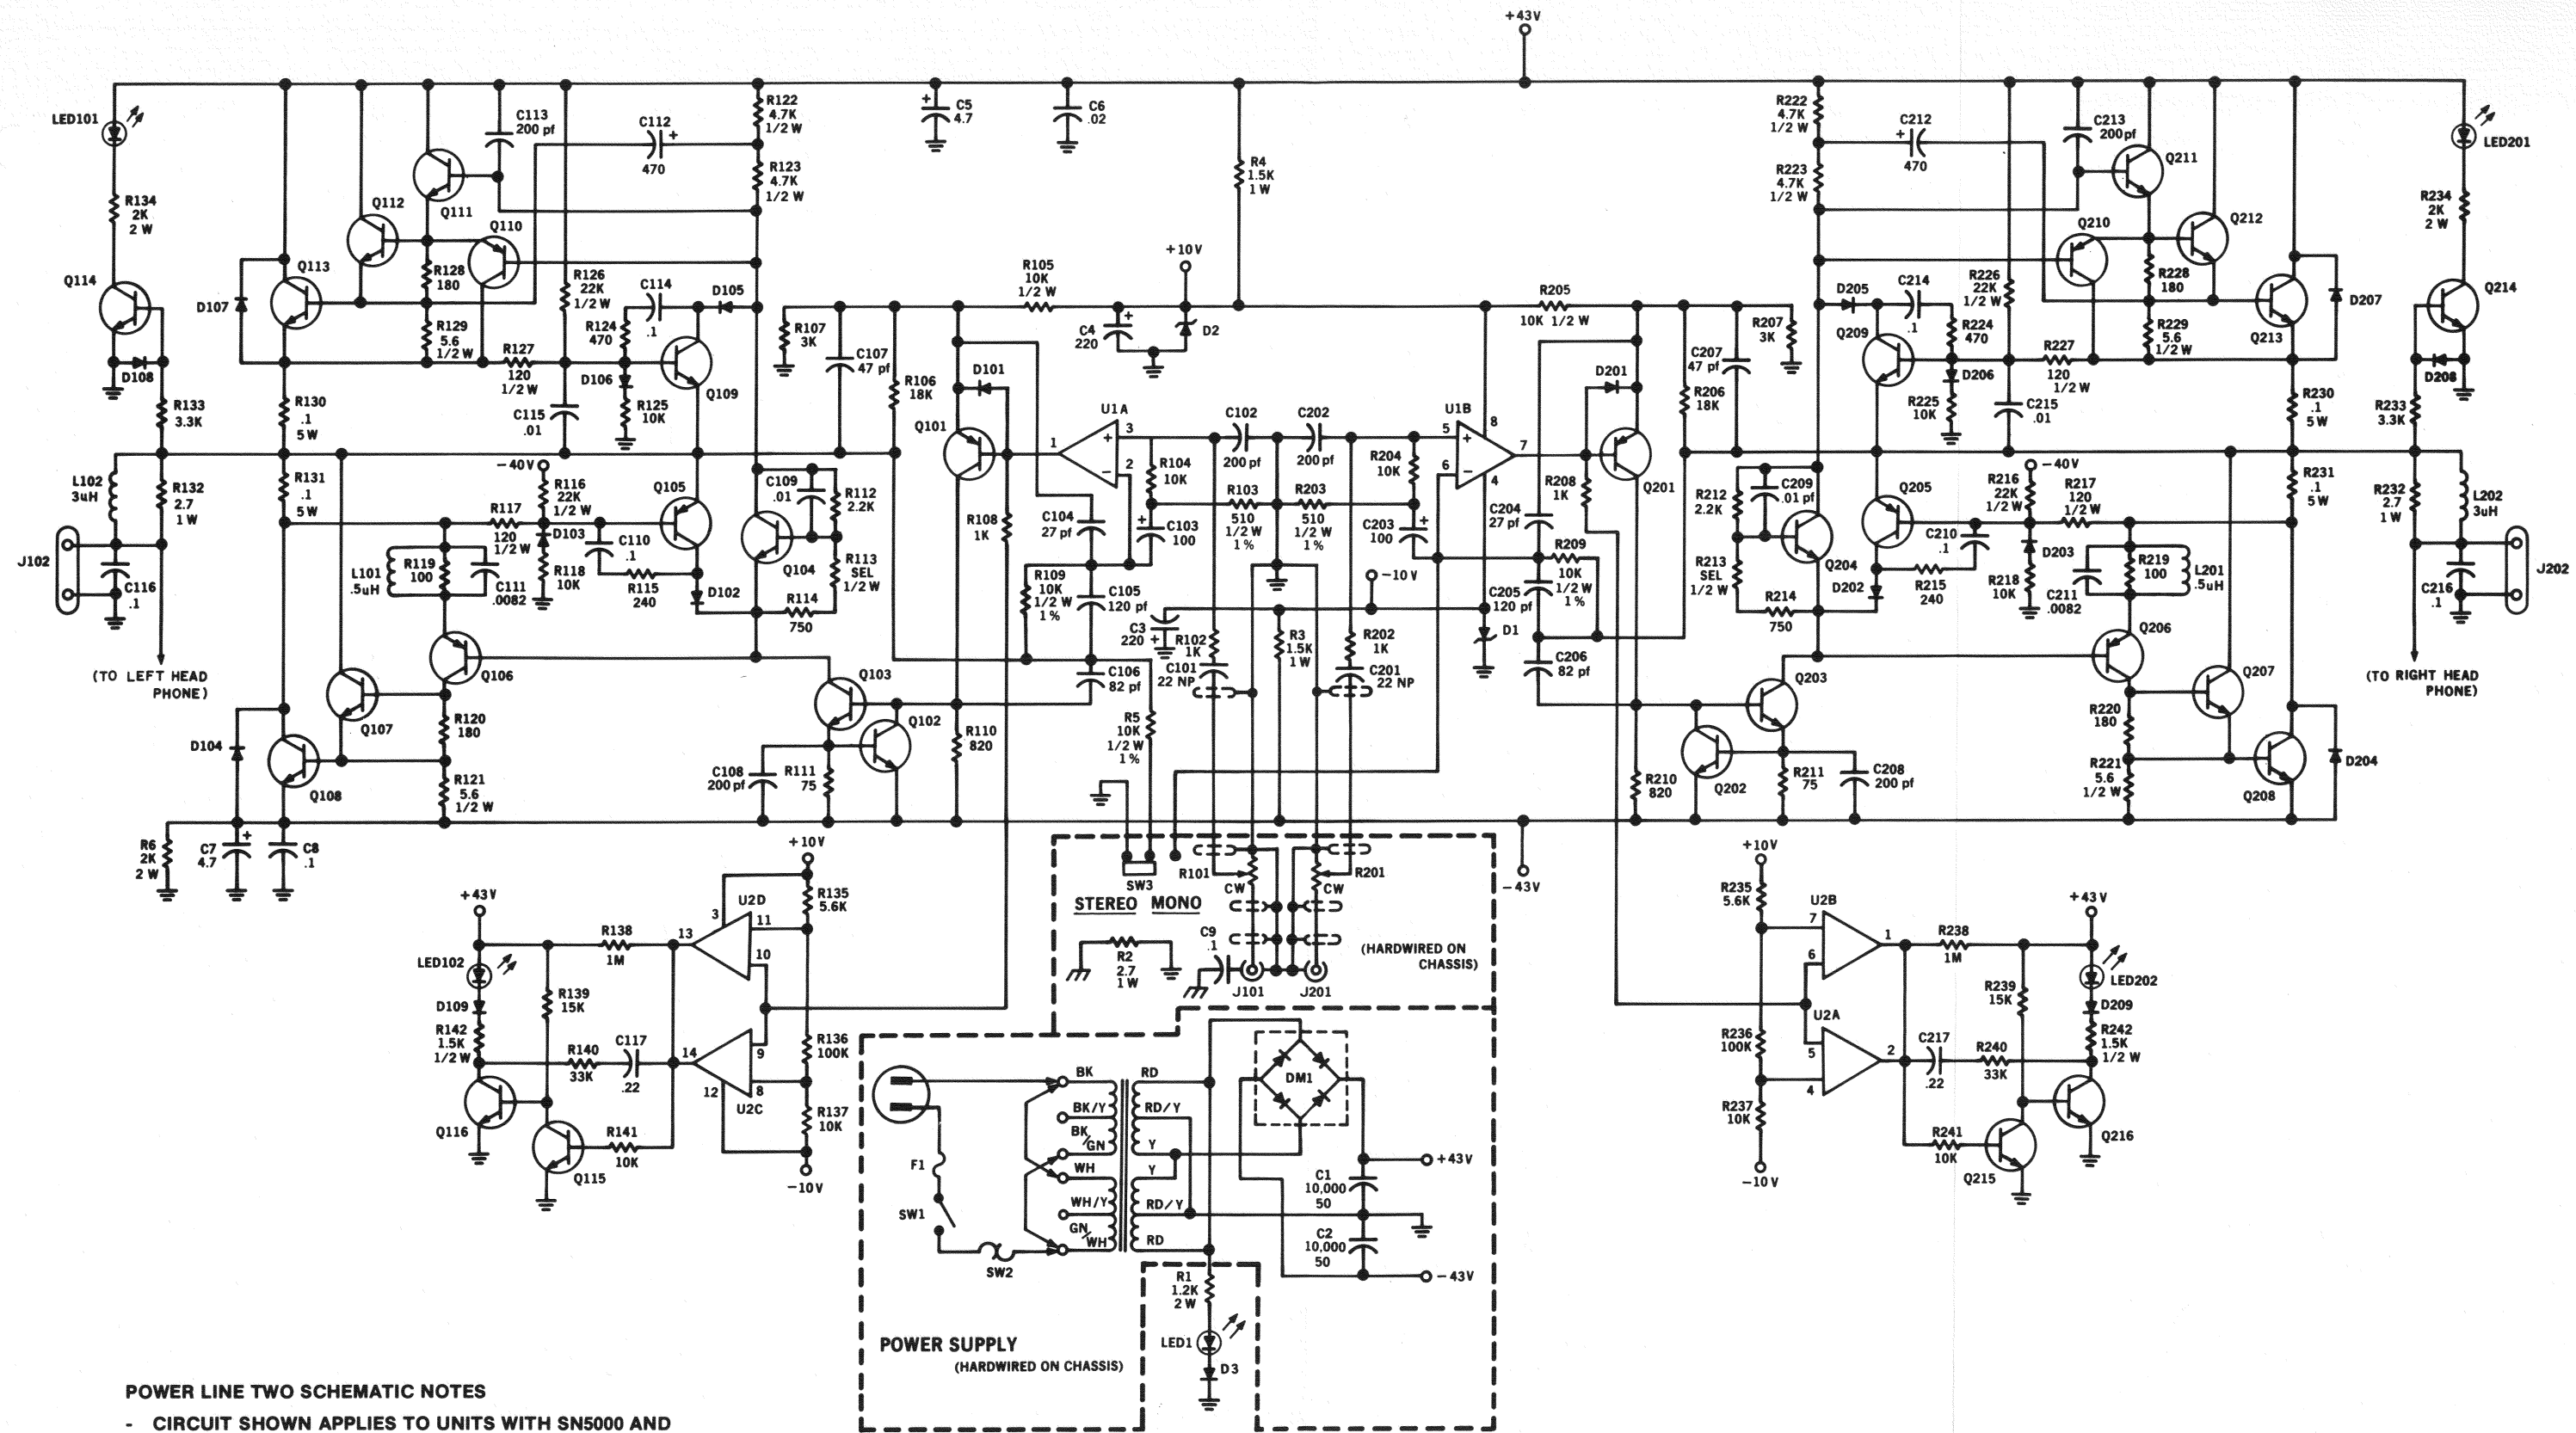 +43V
LED101
R134
2K
2 W
Q114
D108
R133
3.3K
D107
Q113
Q112
Q111
Q110
C113
200 pf
C112
+
470
R122
4.7K
1/2 W
R123
4.7K
1/2 W
R128
180
R129
5.6
1/2 W
R126
22K
1/2 W
C114
.1
D105
R124
470
R127
120
1/2 W
D106
R125
10K
Q109
C115
.01
R130
.1
5 W
R131
.1
5 W
+
C5
4.7
C6
.02
R4
1.5K
1 W
R105
10K
1/2 W
+10V
R107
3K
C107
47 pf
R106
18K
C4
220
+
D2
D101
Q101
U1A
1
3
2
+
−
C102
200 pf
C202
200 pf
U1B
5
6
8
7
4
+
−
R104
10K
R103
510
1/2 W
1 %
R203
510
1/2 W
1 %
R204
10K
R205
10K 1/2 W
D201
Q201
R208
1K
C207
47 pf
R206
18K
R207
3K
R222
4.7K
1/2 W
R223
4.7K
1/2 W
C212
+
470
C213
200pf
Q211
Q210
Q212
R228
180
R229
5.6
1/2 W
R226
22K
1/2 W
C214
.1
D205
Q209
R224
470
R227
120
1/2 W
D206
R225
10K
C215
.01
Q213
D207
R230
.1
5 W
R231
.1
5 W
LED201
R234
2K
2 W
Q214
D208
R233
3.3K
L102
3uH
R132
2.7
1 W
J102
C116
.1
(TO LEFT HEAD
PHONE)
−40V
R116
22K
1/2 W
R117
120
1/2 W
D103
R118
10K
C110
.1
R115
240
Q105
D102
L101
.5uH
R119
100
C111
.0082
Q106
Q107
D104
Q108
R120
180
R121
5.6
1/2 W
C109
.01
R112
2.2K
Q104
R113
SEL
1/2 W
R114
750
R108
1K
C104
27 pf
+
C103
100
R109
10K
1/2 W
1 %
C105
120 pf
C106
82 pf
Q103
Q102
C108
200 pf
R111
75
R110
820
C3
220
+
R102
1K
C101
22 NP
R5
10K
1/2 W
1 %
R3
1.5K
1 W
−10 V
R202
1K
C201
22 NP
C203
100
+
C204
27 pf
R209
10K
1/2 W
1 %
C205
120 pf
D1
C206
82 pf
Q203
Q202
R210
820
R211
75
C208
200 pf
R212
2.2K
C209
.01 pf
R213
SEL
1/2 W
Q204
R214
750
Q205
D202
R215
240
C210
.1
−40V
R216
22K
1/2 W
R217
120
1/2 W
D203
R218
10K
C211
.0082
R219
100
L201
.5uH
Q206
Q207
R220
180
R221
5.6
1/2 W
Q208
D204
R232
2.7
1 W
L202
3uH
J202
C216
.1
(TO RIGHT HEAD
PHONE)
R6
2K
2 W
C7
4.7
+
C8
.1
−43V
SW3
STEREO MONO
R101
CW
R201
CW
R2
2.7
1 W
C9
.1
J101
J201
(HARDWIRED ON
CHASSIS)
+43V
LED102
D109
R142
1.5K
1/2 W
Q116
R138
1M
R139
15K
R140
33K
C117
.22
R141
10K
Q115
U2D
3
11
10
13
U2C
14
9
8
12
+10V
R135
5.6K
R136
100K
R137
10K
−10V
+10V
R235
5.6K
R236
100K
R237
10K
−10V
U2B
7
6
1
U2A
5
4
2
R238
1M
R239
15K
C217
.22
R240
33K
R241
10K
Q215
Q216
+43V
LED202
D209
R242
1.5K
1/2 W
F1
SW1
SW2
BK
BK/Y
BK/GN
WH
WH/Y
GN/WH
RD
RD/Y
Y
Y
RD/Y
RD
DM1
C1
10,000
50
C2
10,000
50
+43V
−43V
R1
1.2K
2 W
LED1
D3
POWER SUPPLY
(HARDWIRED ON CHASSIS)
POWER LINE TWO SCHEMATIC NOTES
- CIRCUIT SHOWN APPLIES TO UNITS WITH SN5000 AND